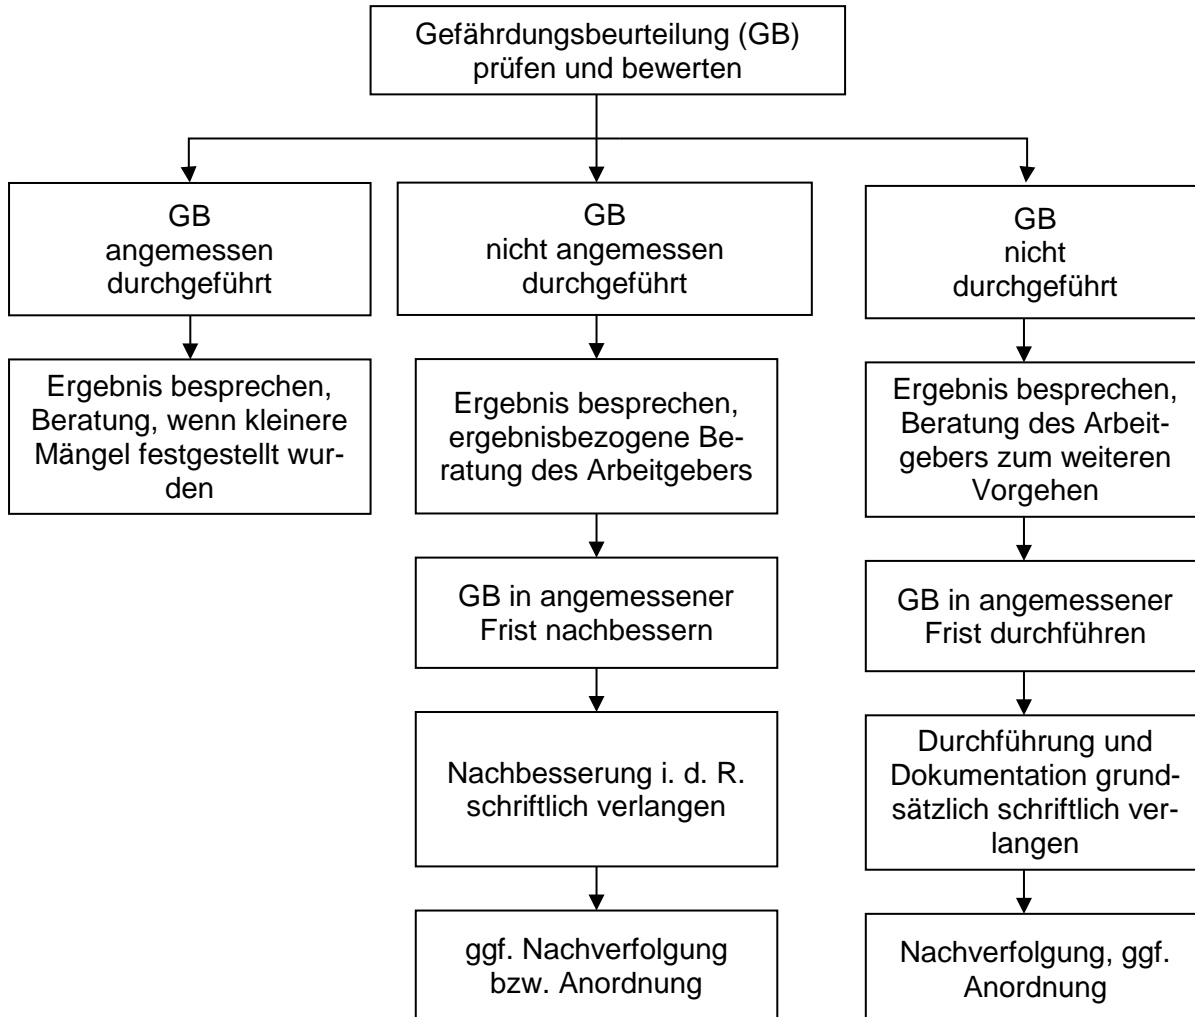 Gefährdungsbeurteilung (GB)
prüfen und bewerten
GB
angemessen
durchgeführt
GB
nicht angemessen
durchgeführt
GB
nicht
durchgeführt
Ergebnis besprechen,
Beratung, wenn kleinere
Mängel festgestellt wur-
den
Ergebnis besprechen,
ergebnisbezogene Be-
ratung des Arbeitgebers
Ergebnis besprechen,
Beratung des Arbeit-
gebers zum weiteren
Vorgehen
GB in angemessener
Frist nachbessern
GB in angemessener
Frist durchführen
Nachbesserung i. d. R.
schriftlich verlangen
Durchführung und
Dokumentation grund-
sätzlich schriftlich ver-
langen
ggf. Nachverfolgung
bzw. Anordnung
Nachverfolgung, ggf.
Anordnung